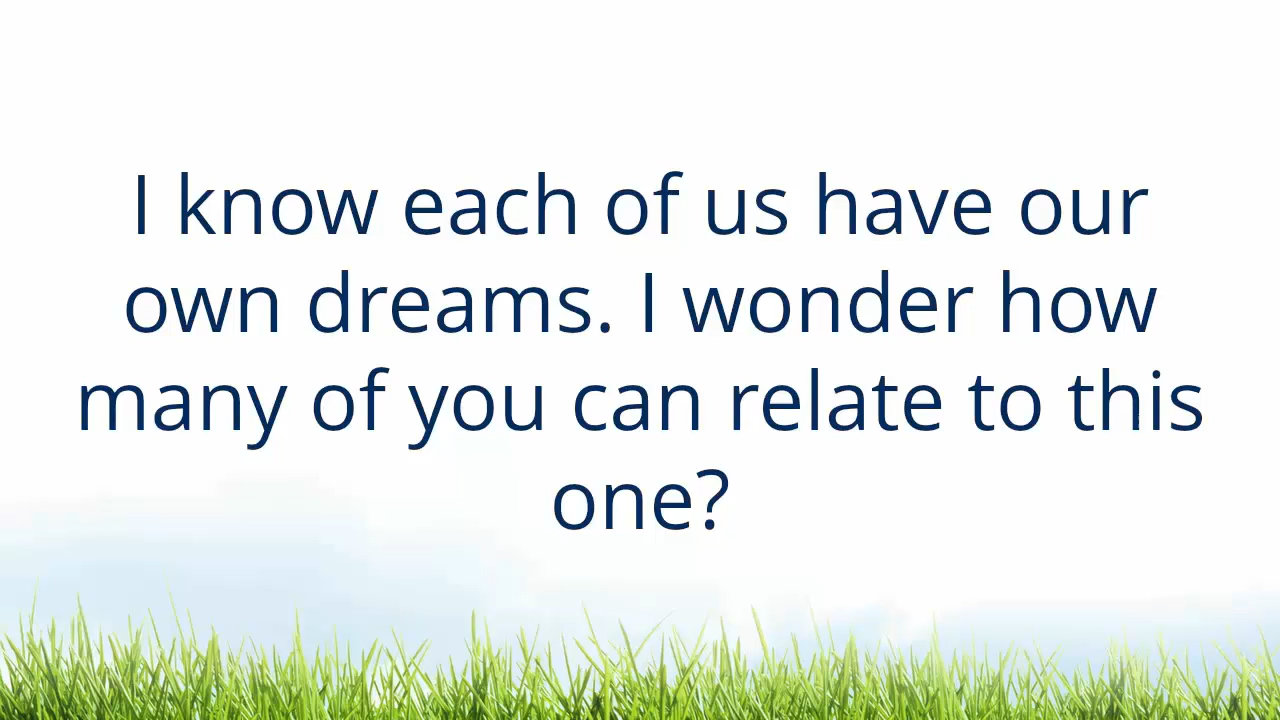 I know each of us have our
own dreams. I wonder how
many of you can relate to this
one?